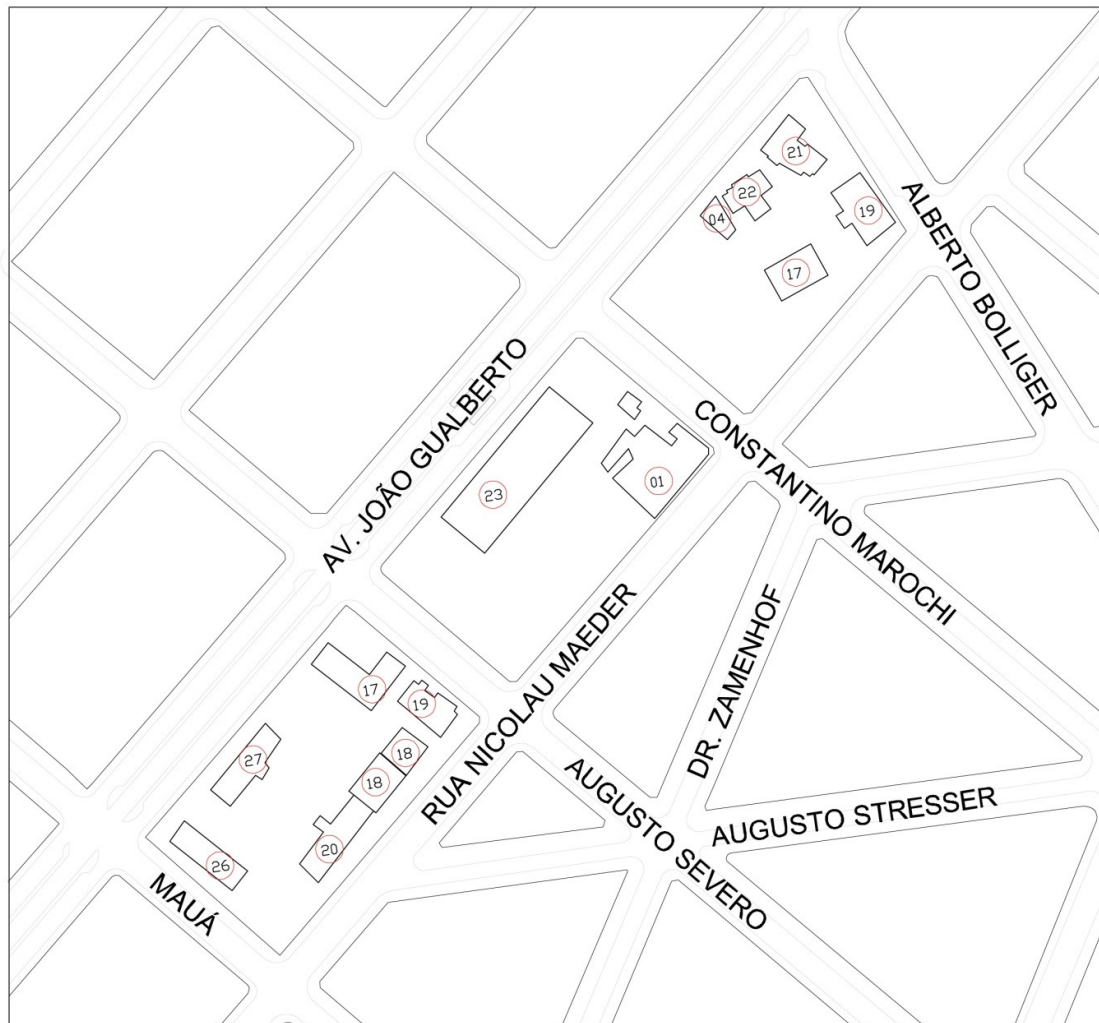 21
22
19
04
ALBERTO BOLLIGER
17
AV. JOÃO GUALBERTO
CONSTANTINO MAROCHI
01
23
RUA NICOLAU MAEDER
DR. ZAMENHOF
17
19
27
18
18
AUGUSTO SEVERO
AUGUSTO STRESSER
20
26
MAUÁ